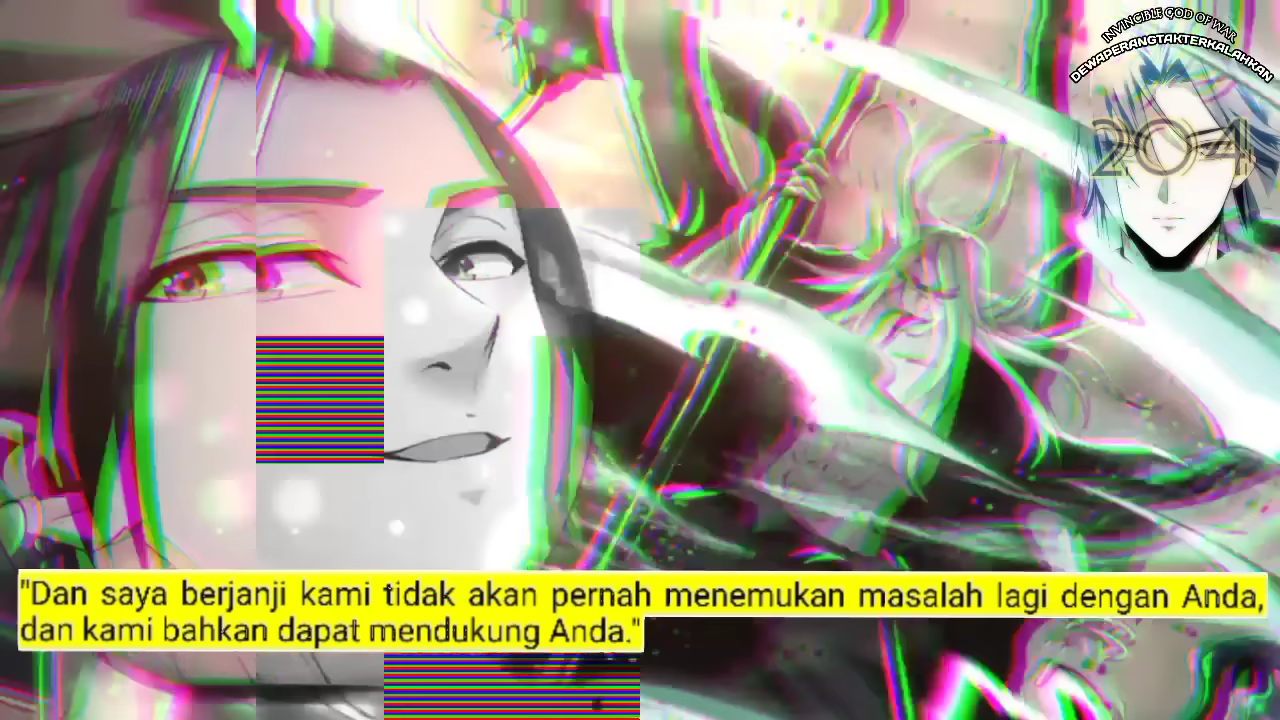 INVINCIBLE GOD OF WAR
DEWAPERANGTAKTERKALAHKAN
204
"Dan saya berjanji kami tidak akan pernah menemukan masalah lagi dengan Anda,
dan kami bahkan dapat mendukung Anda."